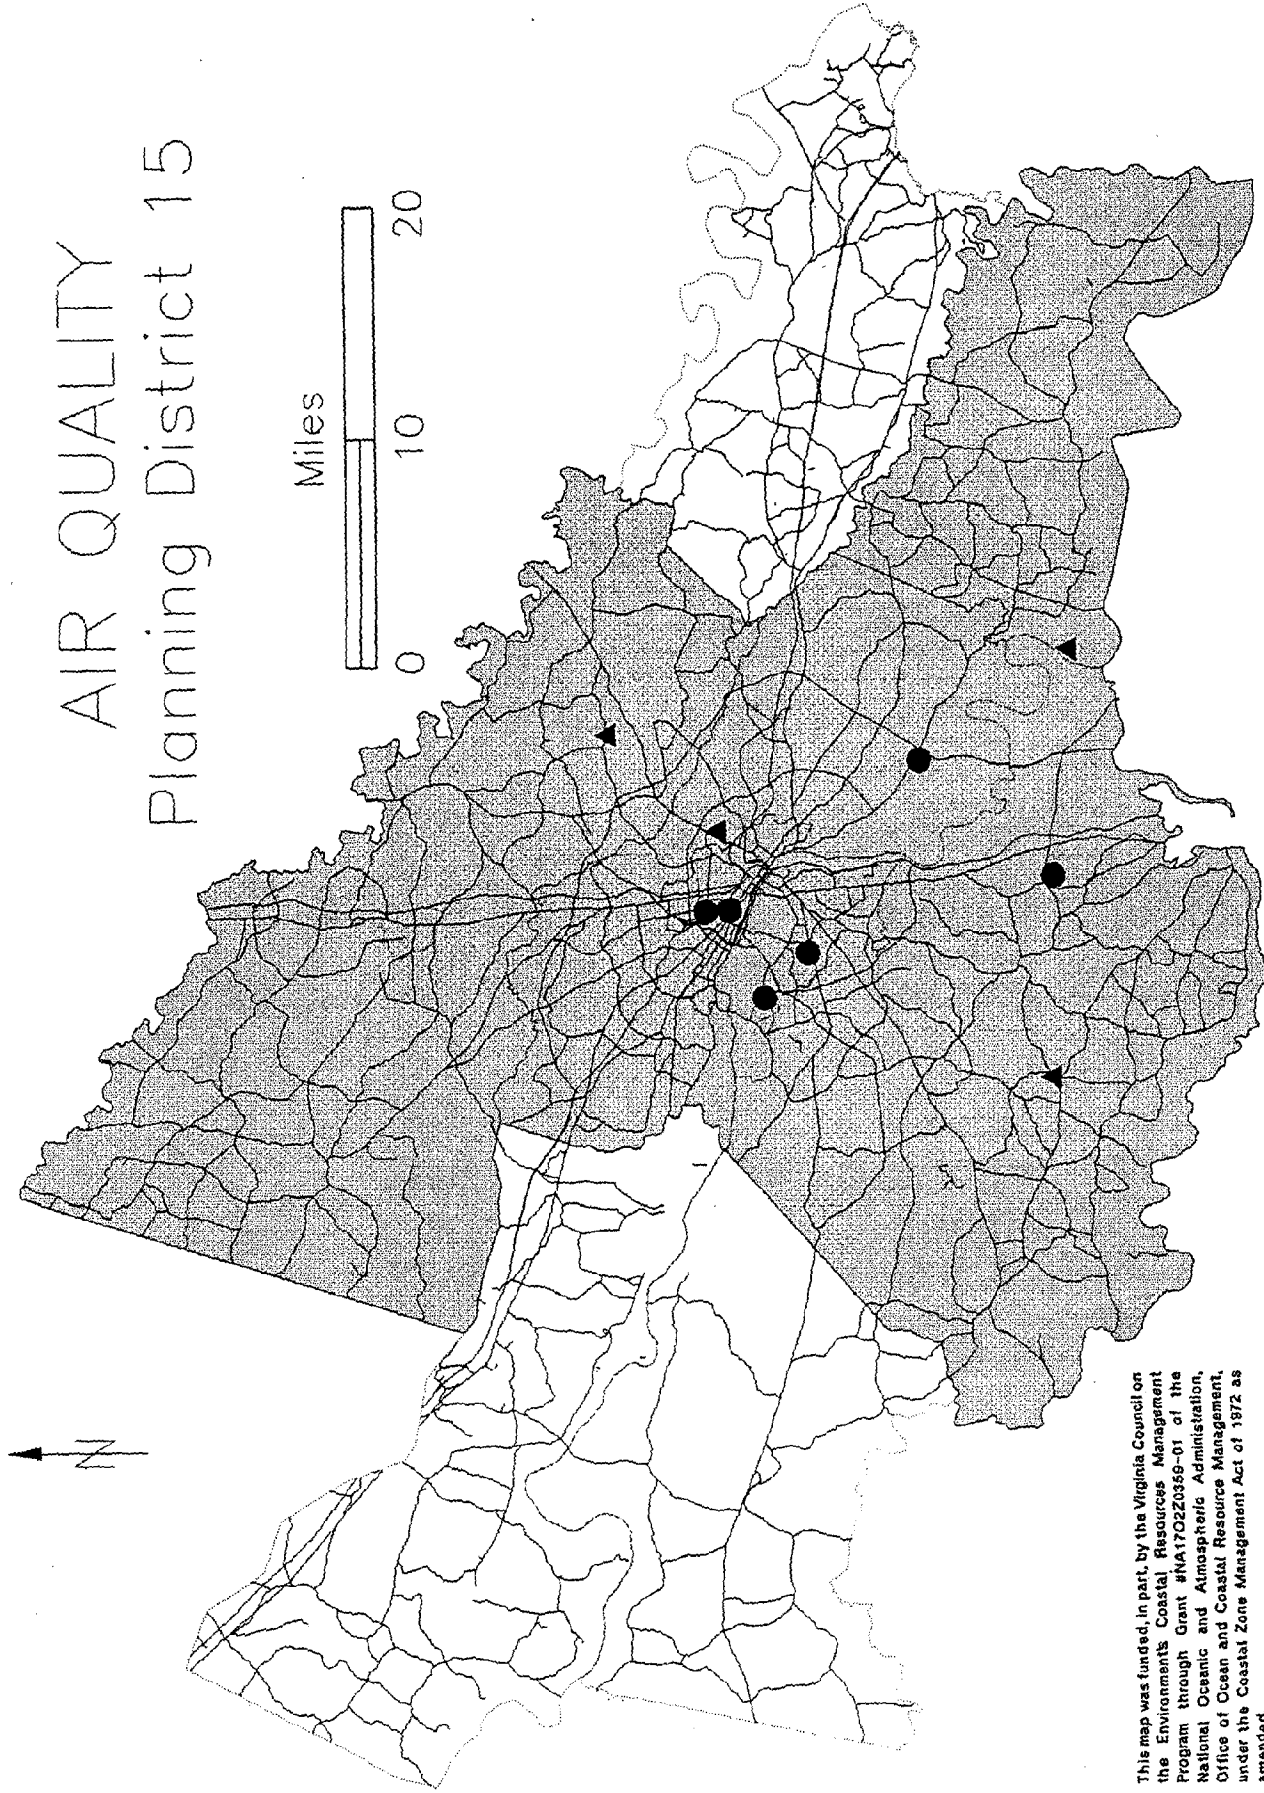 AIR QUALITY
Planning District 15
Miles
0 10 20
N
This map was funded, in part, by the Virginia Council on
the Environment's Coastal Resources Management
Program through Grant #NA17OZ0359-01 of the
National Oceanic and Atmospheric Administration,
Office of Ocean and Coastal Resource Management,
under the Coastal Zone Management Act of 1972 as
amended.